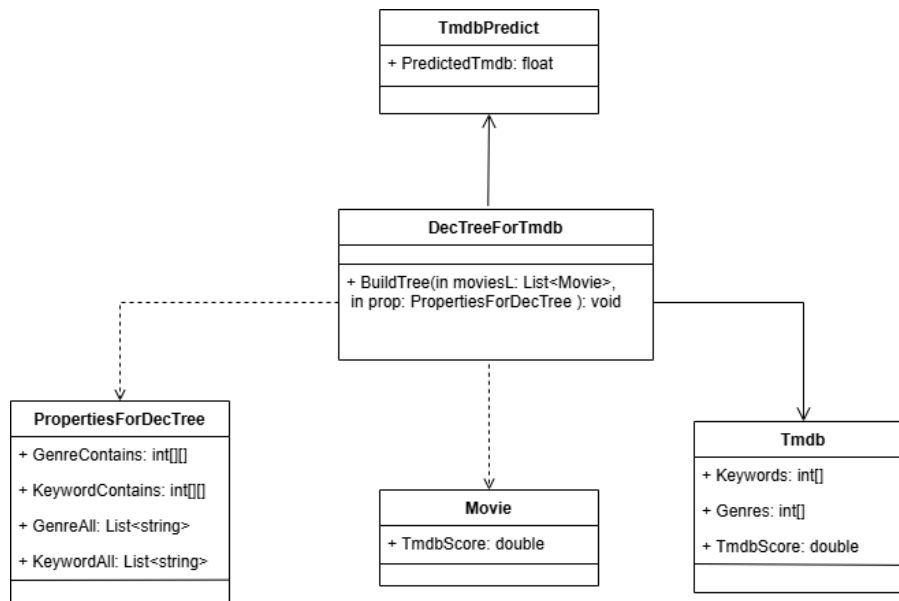 TmdbPredict
+ PredictedTmdb: float
DecTreeForTmdb
+ BuildTree(in moviesL: List<Movie>,
in prop: PropertiesForDecTree ): void
PropertiesForDecTree
+ GenreContains: int[][]
+ KeywordContains: int[][]
+ GenreAll: List<string>
+ KeywordAll: List<string>
Movie
+ TmdbScore: double
Tmdb
+ Keywords: int[]
+ Genres: int[]
+ TmdbScore: double